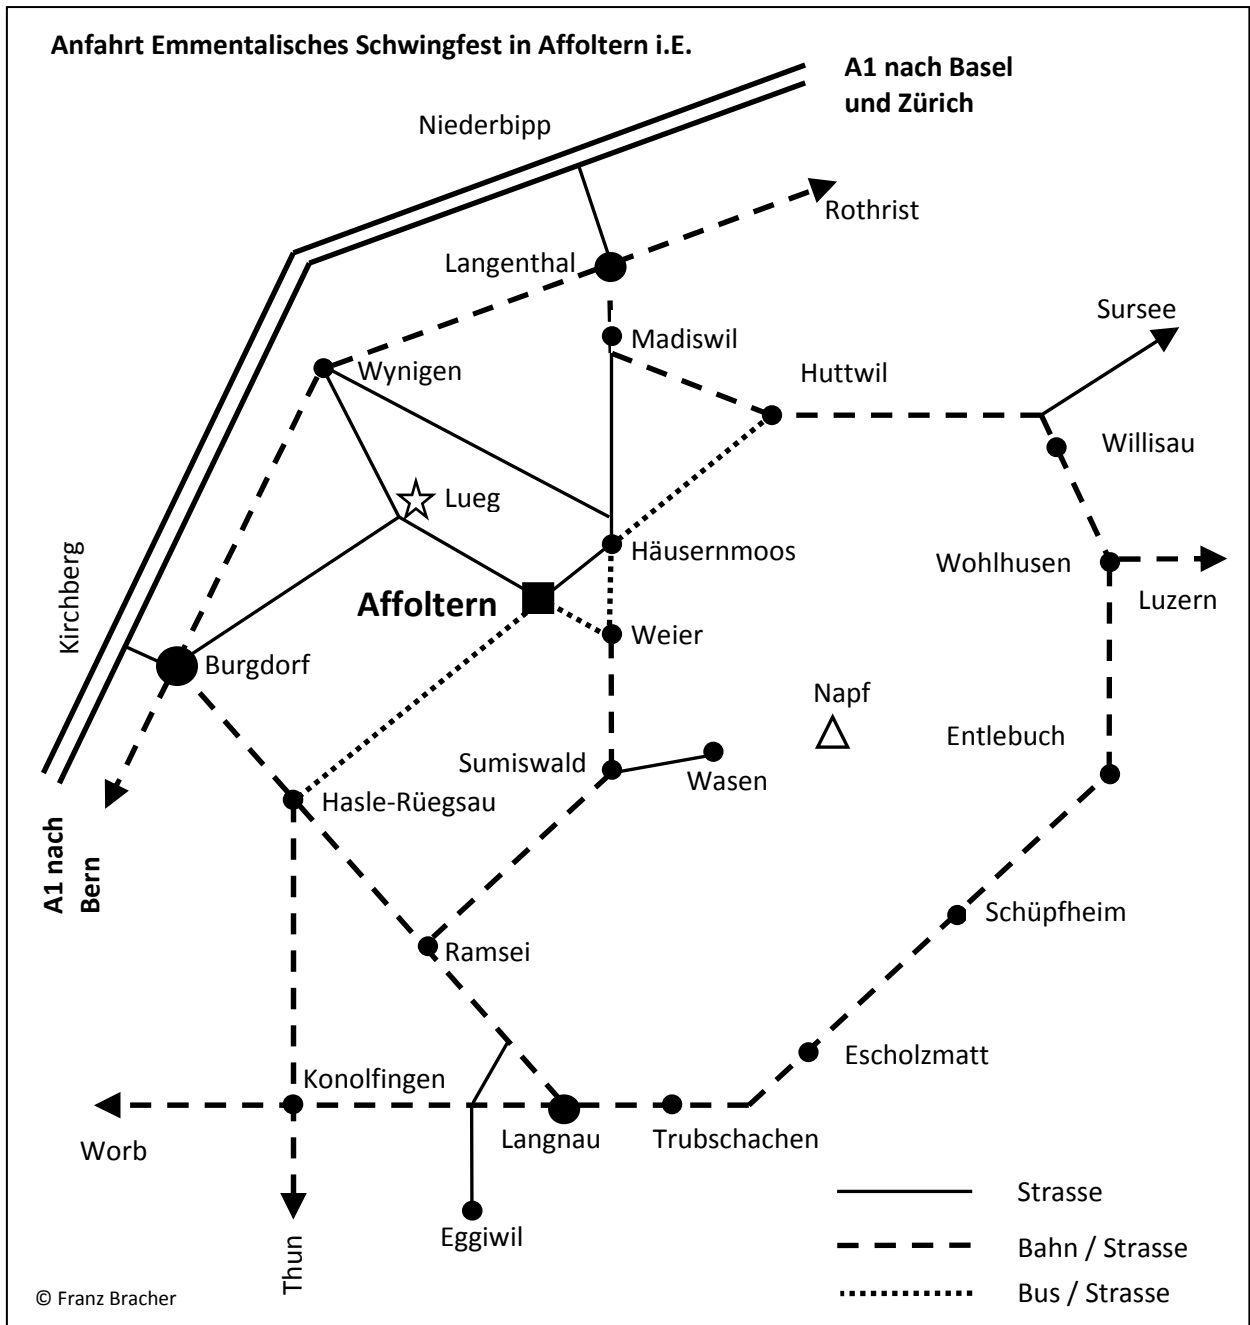 Anfahrt Emmentalisches Schwingfest in Affoltern i.E.
A1 nach Basel
und Zürich
Niederbipp
Rothrist
Langenthal
Sursee
Madiswil
Wynigen
Huttwil
Willisau
Lueg
Häusernmoos
Wohlhusen
Kirchberg
Affoltern
Luzern
Weier
Burgdorf
Napf
Entlebuch
Sumiswald
Wasen
Hasle-Rüegsau
A1 nach
Bern
Schüpfheim
Ramsei
Escholzmatt
Konolfingen
Worb
Langnau
Trubschachen
Strasse
Eggiwil
Bahn / Strasse
Thun
Bus / Strasse
© Franz Bracher